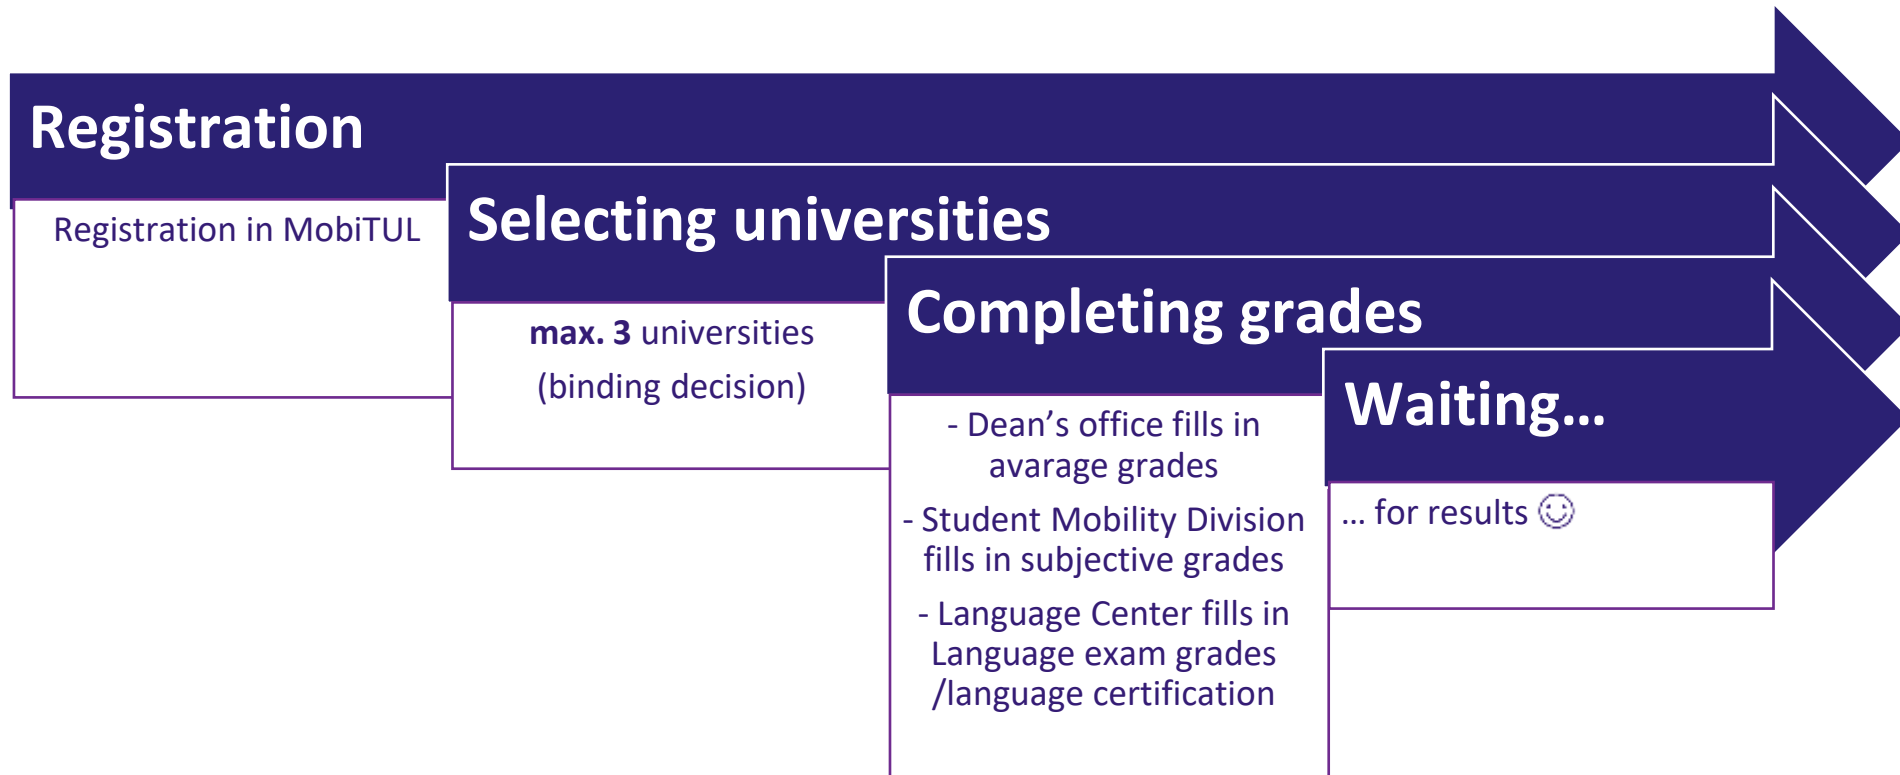 Registration
Registration in MobiTUL
Selecting universities
max. 3 universities
(binding decision)
Completing grades
- Dean’s office fills in
avarage grades
- Student Mobility Division
fills in subjective grades
- Language Center fills in
Language exam grades
/language certification
Waiting...
... for results ☺